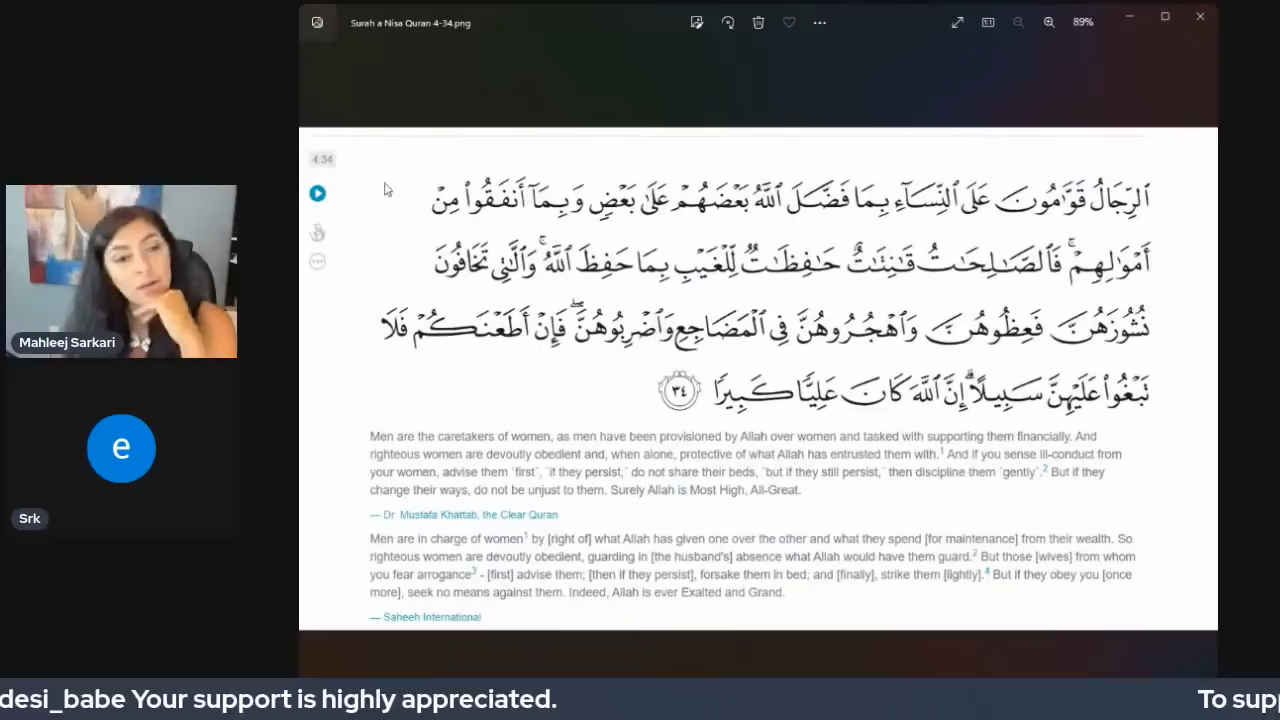 Surah a Nisa Quran 4-34.png
89%
4:34
ٱلرِّجَالُ قَوَّٰمُونَ عَلَى ٱلنِّسَآءِ بِمَا فَضَّلَ ٱللَّهُ بَعْضَهُمْ عَلَىٰ بَعْضٍ وَبِمَآ أَنفَقُوا۟ مِنْ
أَمْوَٰلِهِمْ ۚ فَٱلصَّـٰلِحَـٰتُ قَـٰنِتَـٰتٌ حَـٰفِظَـٰتٌ لِّلْغَيْبِ بِمَا حَفِظَ ٱللَّهُ ۚ وَٱلَّـٰتِى تَخَافُونَ
نُشُوزَهُنَّ فَعِظُوهُنَّ وَٱهْجُرُوهُنَّ فِى ٱلْمَضَاجِعِ وَٱضْرِبُوهُنَّ ۖ فَإِنْ أَطَعْنَكُمْ فَلَا
تَبْغُوا۟ عَلَيْهِنَّ سَبِيلًا ۗ إِنَّ ٱللَّهَ كَانَ عَلِيًّا كَبِيرًا ٣٤
Men are the caretakers of women, as men have been provisioned by Allah over women and tasked with supporting them financially. And
righteous women are devoutly obedient and, when alone, protective of what Allah has entrusted them with.1 And if you sense ill-conduct from
your women, advise them ˹first˺, ˹if they persist,˺ do not share their beds, ˹but if they still persist,˺ then discipline them ˹gently˺.2 But if they
change their ways, do not be unjust to them. Surely Allah is Most High, All-Great.
— Dr. Mustafa Khattab, the Clear Quran
Men are in charge of women1 by [right of] what Allah has given one over the other and what they spend [for maintenance] from their wealth. So
righteous women are devoutly obedient, guarding in [the husband's] absence what Allah would have them guard.2 But those [wives] from whom
you fear arrogance3 - [first] advise them; [then if they persist], forsake them in bed; and [finally], strike them [lightly].4 But if they obey you [once
more], seek no means against them. Indeed, Allah is ever Exalted and Grand.
— Saheeh International
Mahleej Sarkari
e
Srk
desi_babe Your support is highly appreciated.
To supp